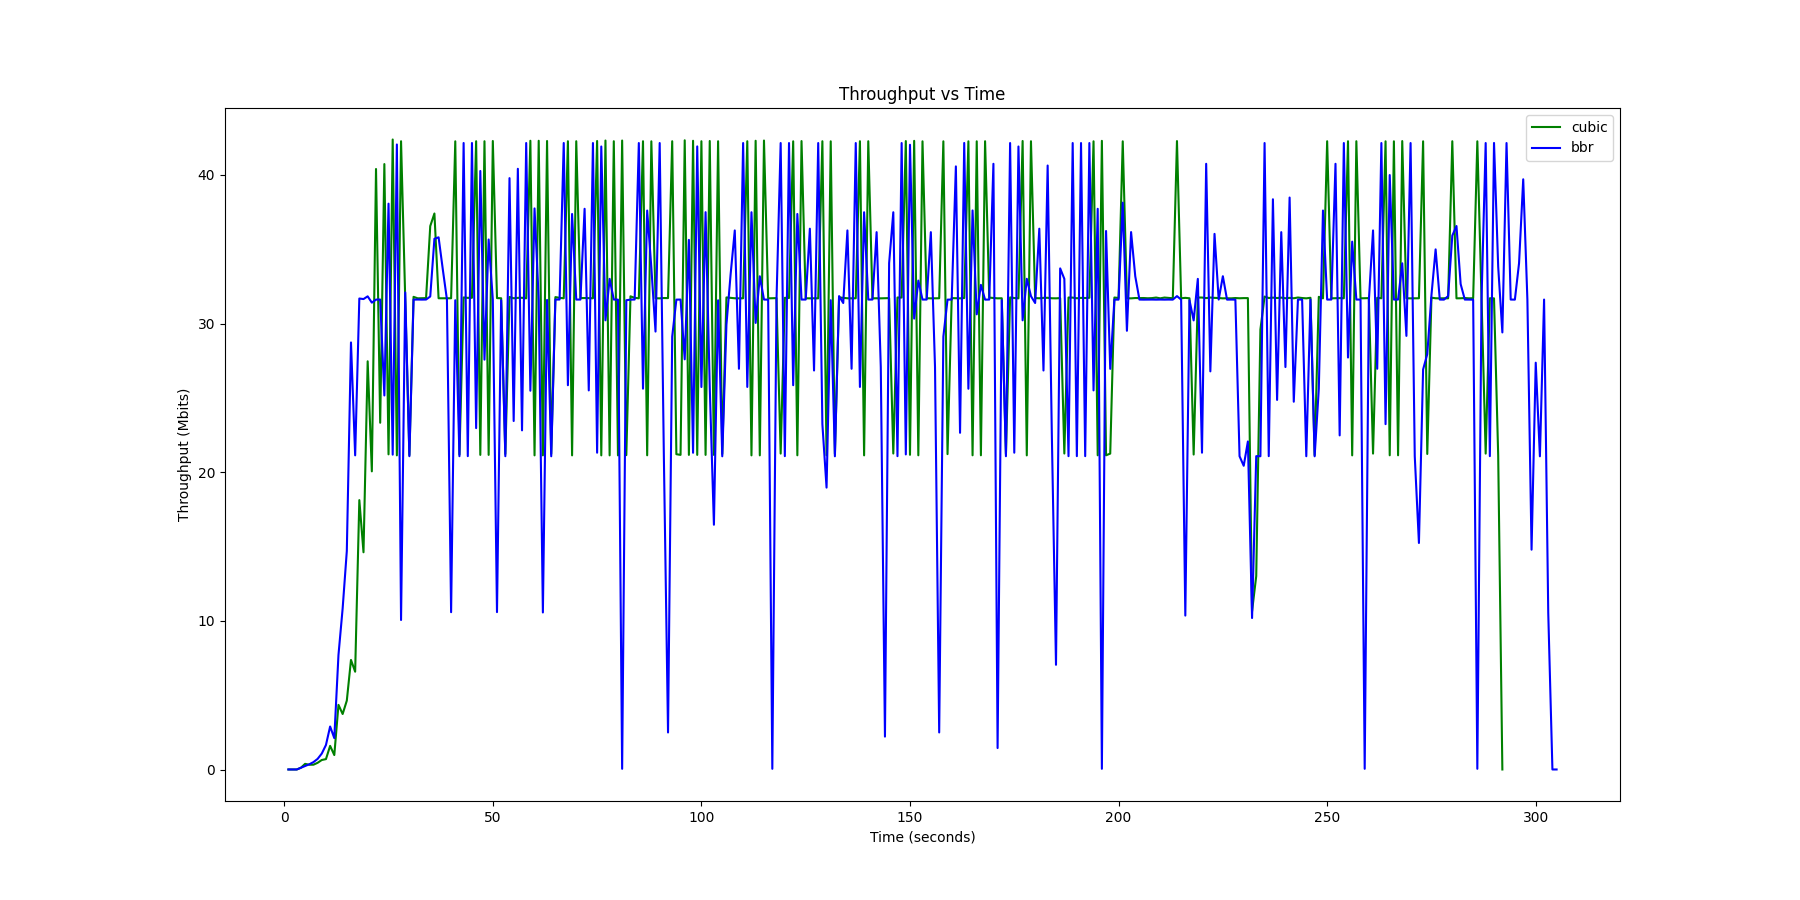 Throughput vs Time
cubic
bbr
Throughput (Mbits)
40
30
20
10
0
0 50 100 150 200 250 300
Time (seconds)